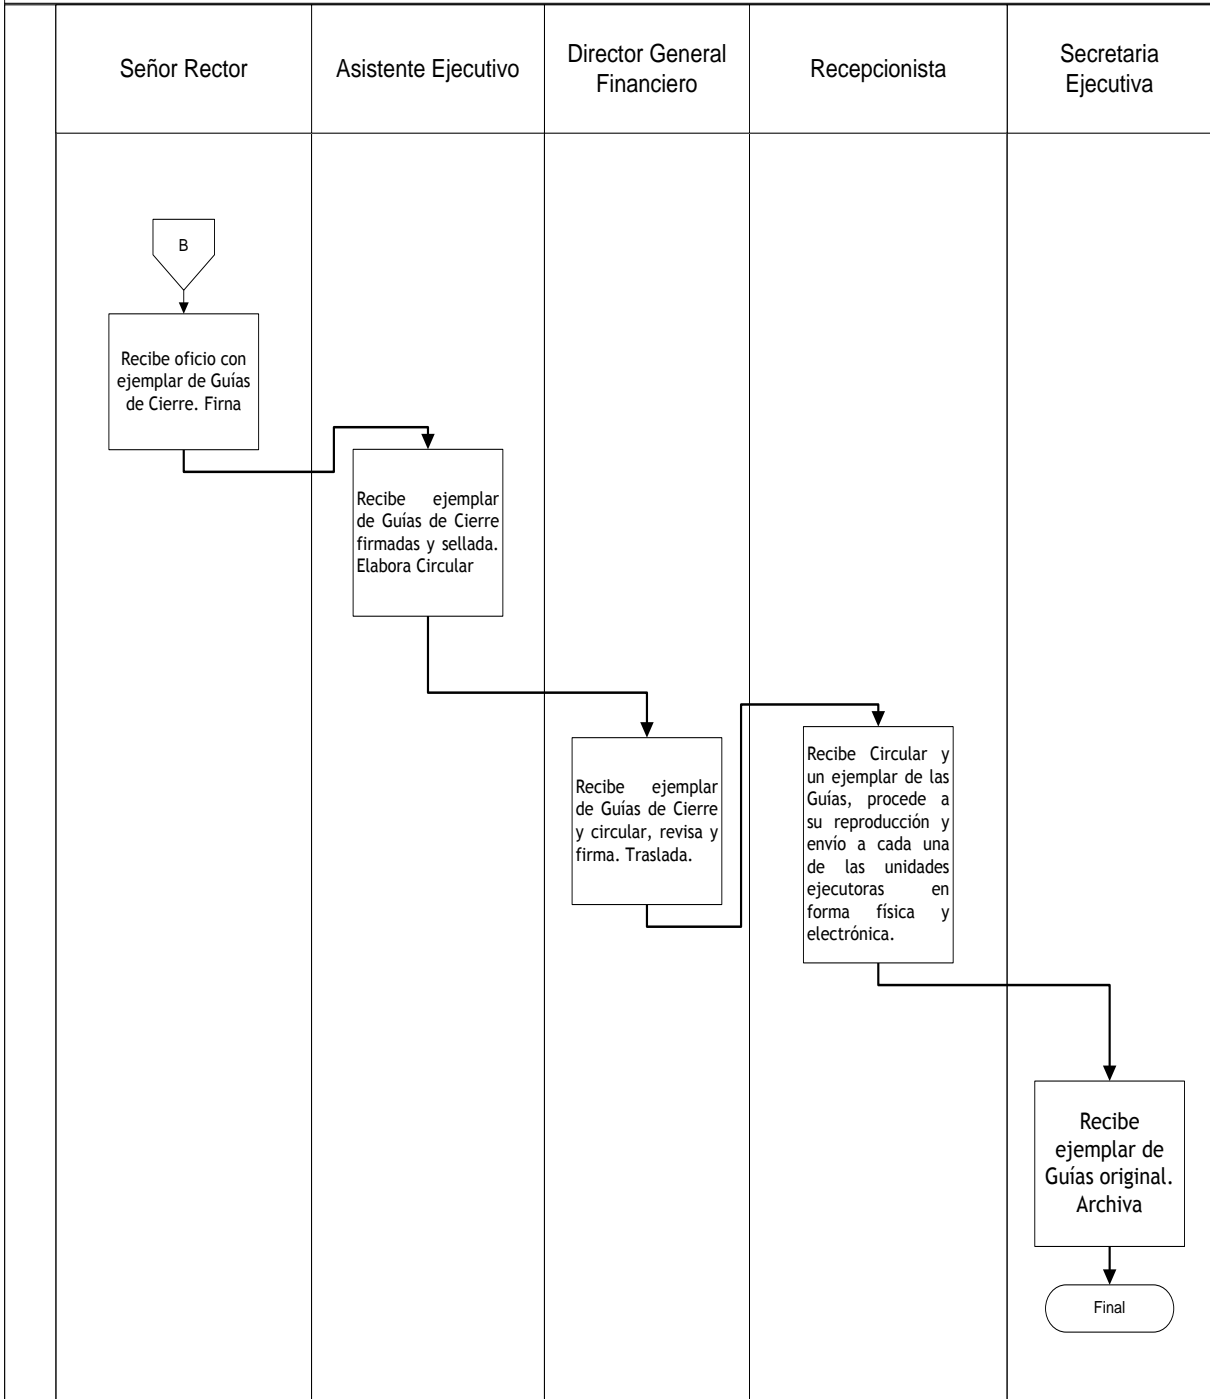 Señor Rector
Asistente Ejecutivo
Director General
Financiero
Recepcionista
Secretaria
Ejecutiva
B
Recibe oficio con
ejemplar de Guías
de Cierre. Firna
Recibe ejemplar
de Guías de Cierre
firmadas y sellada.
Elabora Circular
Recibe ejemplar
de Guías de Cierre
y circular, revisa y
firma. Traslada.
Recibe Circular y
un ejemplar de las
Guías, procede a
su reproducción y
envío a cada una
de las unidades
ejecutoras en
forma física y
electrónica.
Recibe
ejemplar de
Guías original.
Archiva
Final